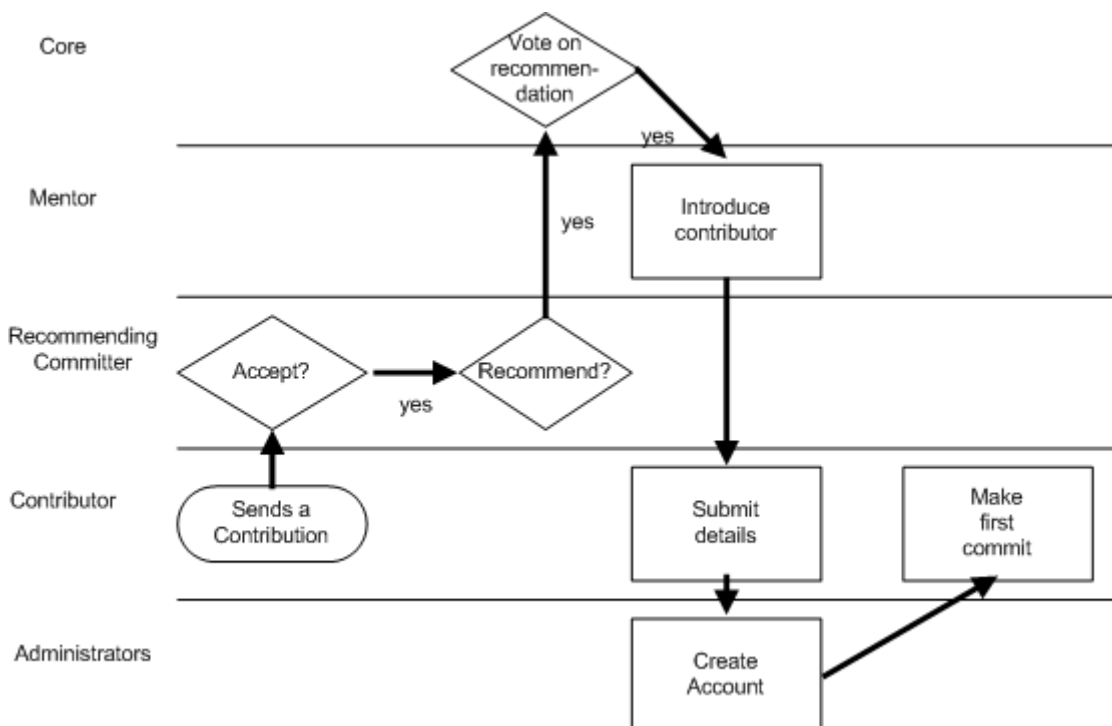 Core
Vote on
recommen-
dation
yes
Mentor
Introduce
contributor
yes
Recommending
Committer
Accept?
yes
Recommend?
Contributor
Sends a
Contribution
Submit
details
Make
first
commit
Administrators
Create
Account